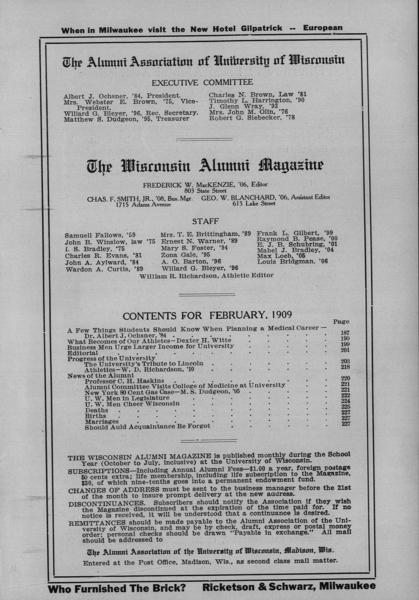 When in Milwaukee visit the New Hotel Gilpatrick -- European
The Alumni Association of University of Wisconsin
EXECUTIVE COMMITTEE
Albert J. Ochsner, '84, President.
Mrs. Webster E. Brown, '75, Vice-
President.
Willard G. Bleyer, '96, Rec. Secretary.
Matthew S. Dudgeon, '95, Treasurer
Charles N. Brown, Law '81
Timothy L. Harrington, '90
J. Glenn Wray, '93
Mrs. John M. Olin, '76
Robert G. Siebecker, '78
The Wisconsin Alumni Magazine
FREDERICK W. MacKENZIE, '06, Editor
803 State Street
CHAS. F. SMITH, JR., '08, Bus. Mgr. GEO. W. BLANCHARD, '06, Assistant Editor
1715 Adams Avenue 615 Lake Street
STAFF
Samuel Fallows, '59
John B. Winslow, law '75
I. S. Bradley, '75
Charles R. Evans, '81
John A. Aylward, '84
Wardon A. Curtis, '89
Mrs. T. E. Brittingham, '89
Ernest N. Warner, '89
Mary S. Foster, '94
Zona Gale, '95
A. O. Barton, '96
Willard G. Bleyer, '96
Frank L. Gilbert, '99
Raymond B. Pease, '00
E. J. B. Schubring, '01
Mabel J. Bradley, '04
Max Loeb, '05
Louis Bridgman, '06
William R. Richardson, Athletic Editor
CONTENTS FOR FEBRUARY, 1909
Page
A Few Things Students Should Know When Planning a Medical Career—
Dr. Albert J. Ochsner, '84 . 187
What Becomes of Our Athletes—Dexter H. Witte . 190
Business Men Urge Larger Income for University . 199
Editorial . 201
Progress of the University
The University's Tribute to Lincoln . 203
Athletics—W. D. Richardson, '10 . 218
News of the Alumni
Professor C. H. Haskins . 220
Alumni Committee Visits College of Medicine at University . 221
New York 80 Cent Gas Case—M. S. Dudgeon, '95 . 221
U. W. Men in Legislature . 222
U. W. Men Cheer Wisconsin . 224
Deaths . 226
Births . 227
Marriages . 227
Should Auld Acquaintance Be Forgot . 227
THE WISCONSIN ALUMNI MAGAZINE is published monthly during the School
Year (October to July, inclusive) at the University of Wisconsin.
SUBSCRIPTIONS—Including Annual Alumni Fees—$1.00 a year, foreign postage
50 cents extra; life membership, including life subscription to the Magazine,
$50, of which nine-tenths goes into a permanent endowment fund.
CHANGES OF ADDRESS must be sent to the business manager before the 21st
of the month to insure prompt delivery at the new address.
DISCONTINUANCES. Subscribers should notify the Association if they wish
the Magazine discontinued at the expiration of the time paid for. If no
notice is received, it will be understood that a continuance is desired.
REMITTANCES should be made payable to the Alumni Association of the Uni-
versity of Wisconsin, and may be by check, draft, express or postal money
order; personal checks should be drawn "Payable in exchange." All mail
should be addressed to
The Alumni Association of the University of Wisconsin, Madison, Wis.
Entered at the Post Office, Madison, Wis., as second class mail matter.
Who Furnished The Brick? Ricketson & Schwarz, Milwaukee